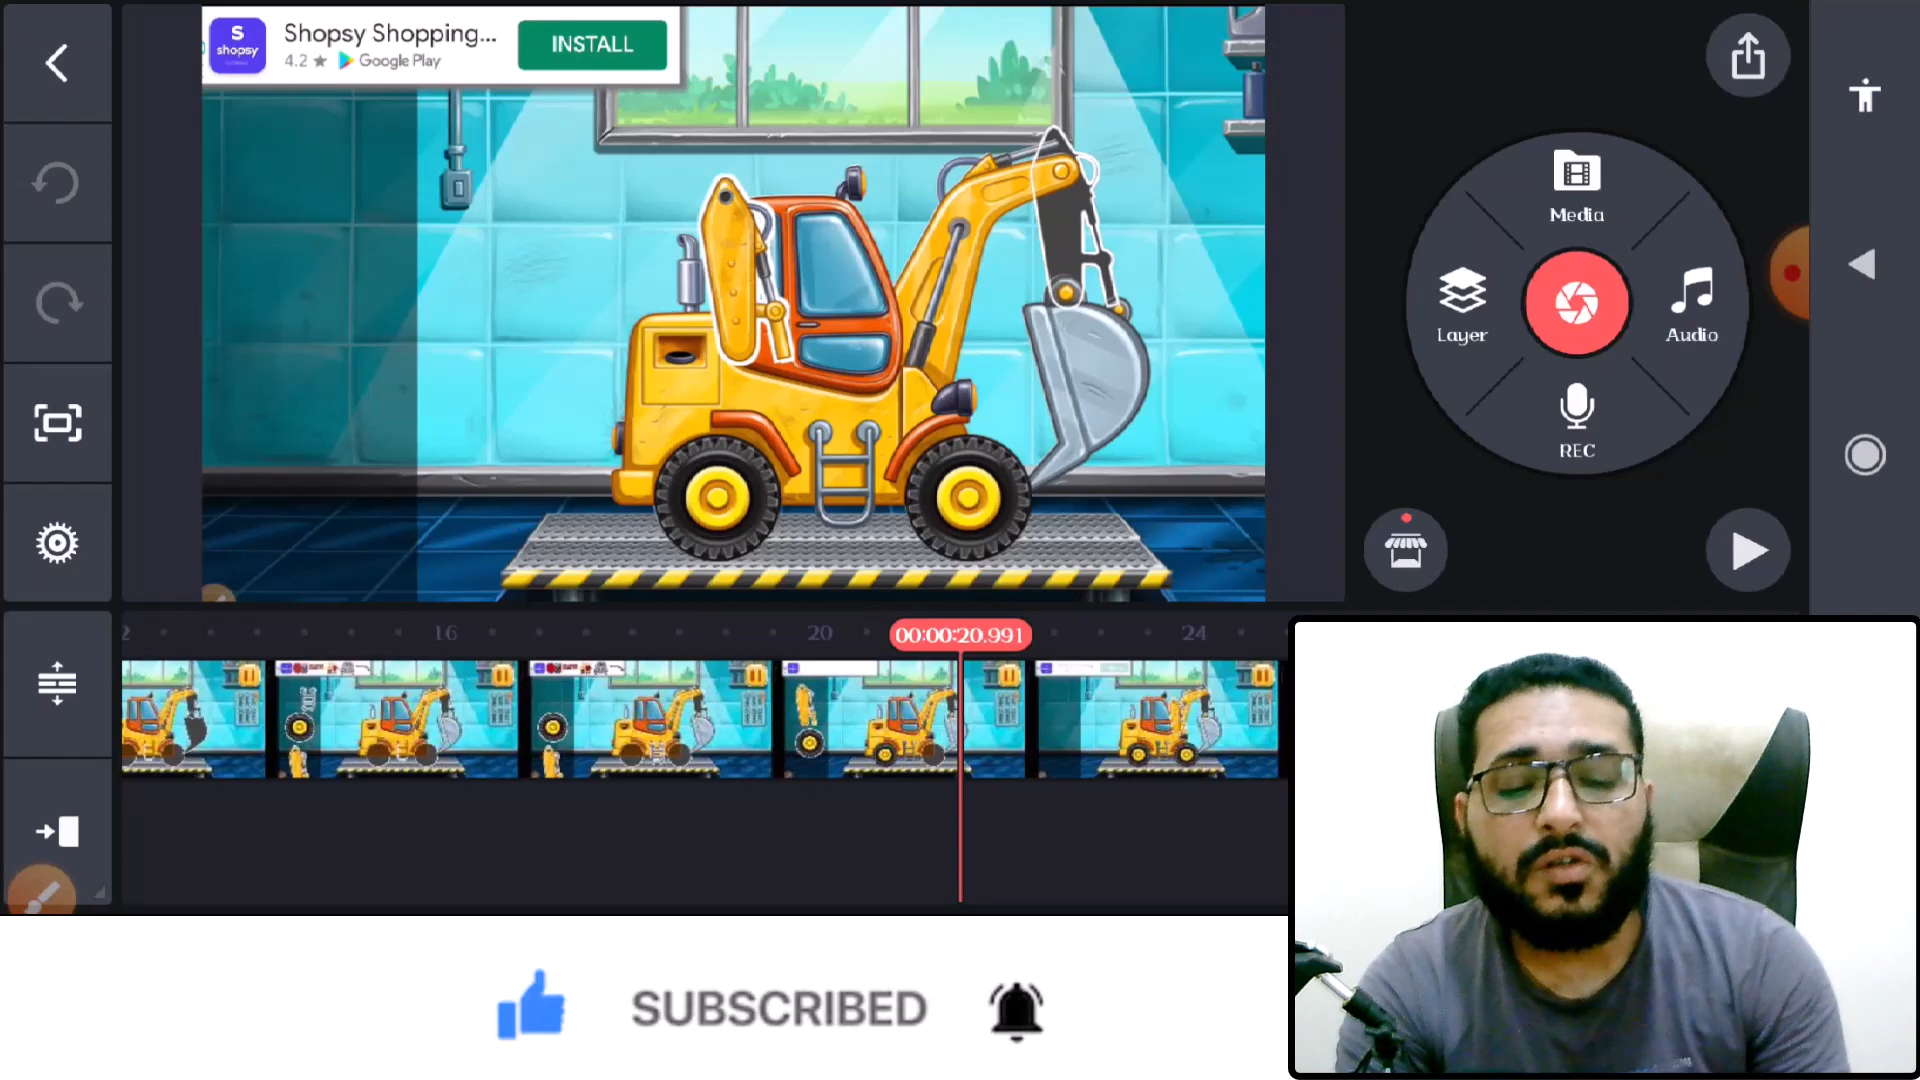 S
shopsy
Shopsy Shopping...
4.2 ★ Google Play
INSTALL
Media
Layer
Audio
REC
2
16
20
00:00:20.991
24
SUBSCRIBED